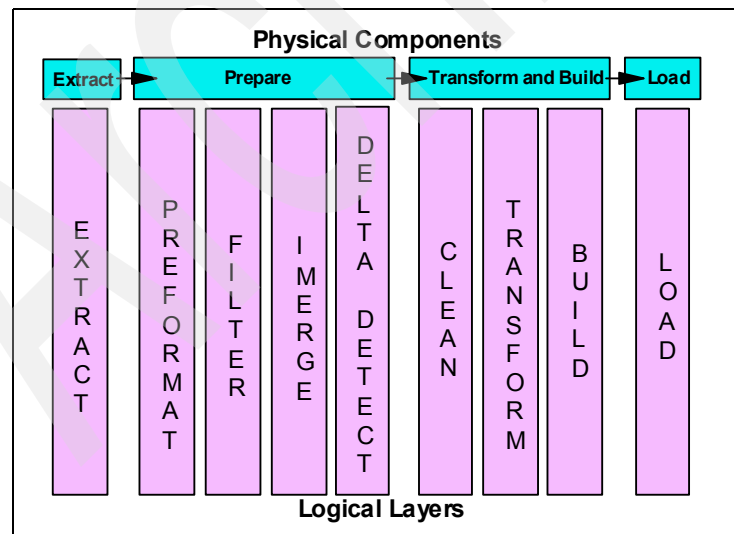 Physical Components
Extract
Prepare
Transform and Build
Load
EXTRACT
PREFORMAT
FILTER
IMERGE
DELTA DETECT
CLEAN
TRANSFORM
BUILD
LOAD
Logical Layers